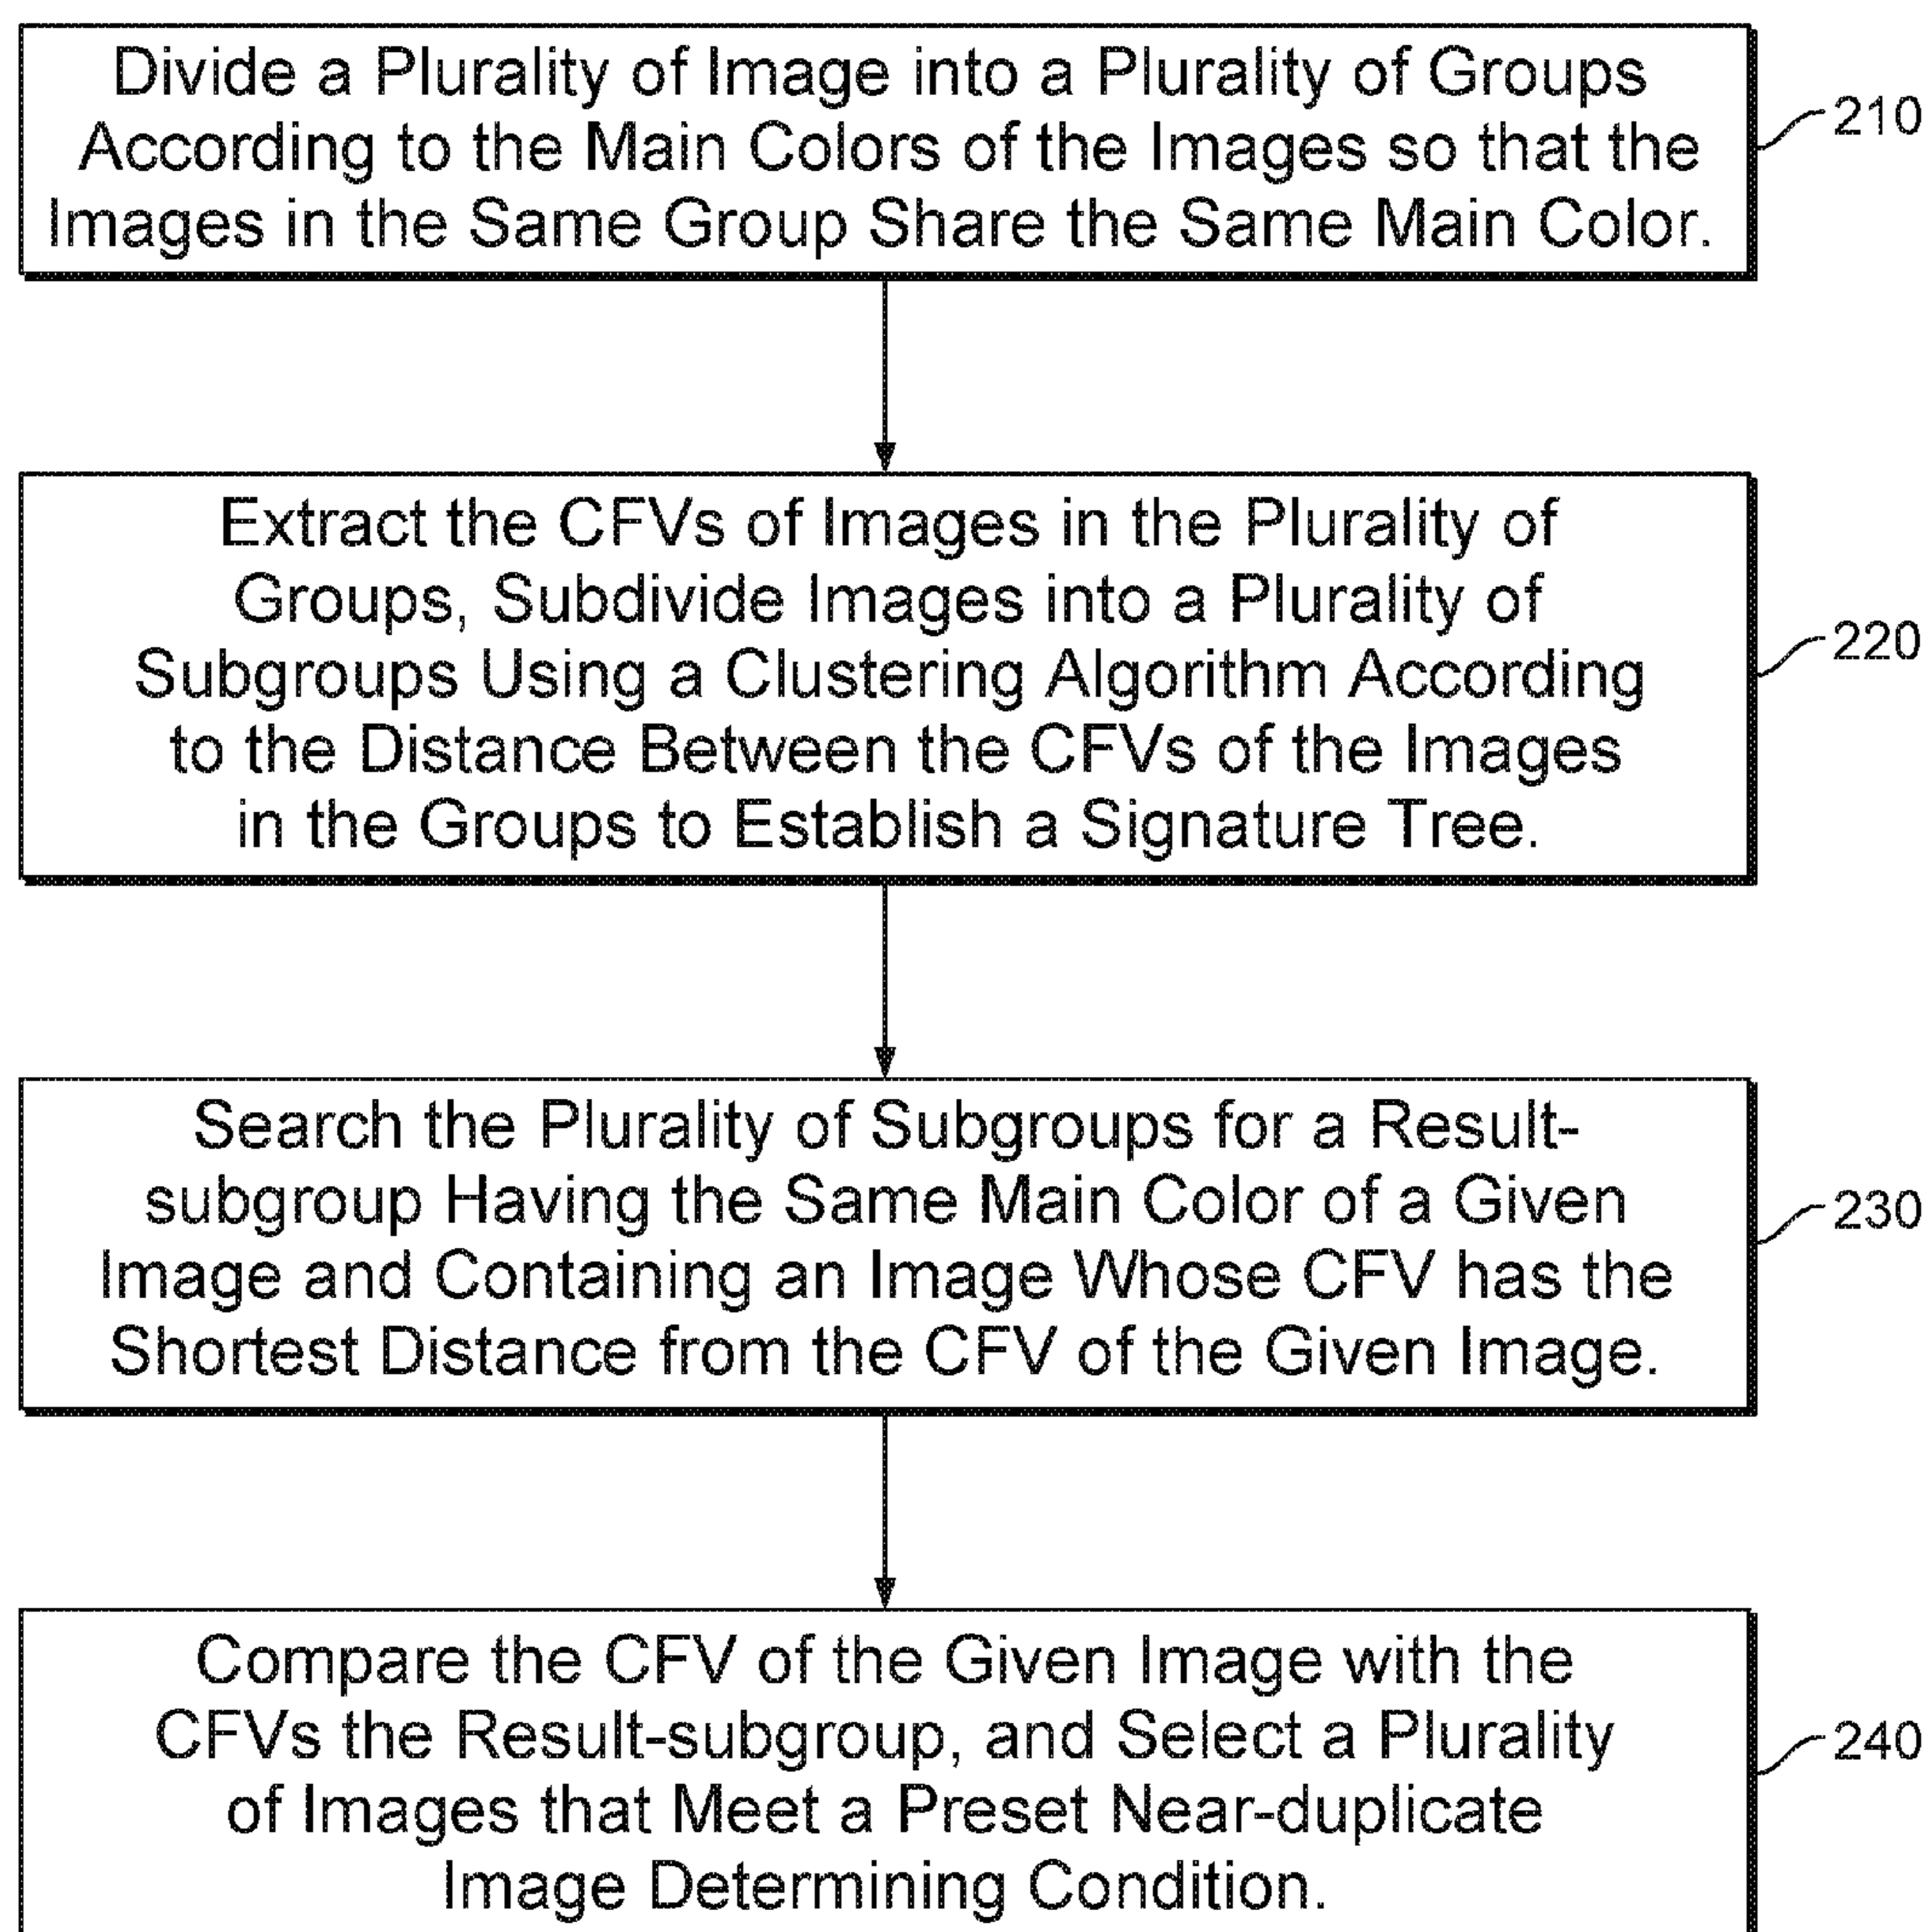 Divide a Plurality of Image into a Plurality of Groups
According to the Main Colors of the Images so that the
Images in the Same Group Share the Same Main Color.
210
Extract the CFVs of Images in the Plurality of
Groups, Subdivide Images into a Plurality of
Subgroups Using a Clustering Algorithm According
to the Distance Between the CFVs of the Images
in the Groups to Establish a Signature Tree.
220
Search the Plurality of Subgroups for a Result-
subgroup Having the Same Main Color of a Given
Image and Containing an Image Whose CFV has the
Shortest Distance from the CFV of the Given Image.
230
Compare the CFV of the Given Image with the
CFVs the Result-subgroup, and Select a Plurality
of Images that Meet a Preset Near-duplicate
Image Determining Condition.
240